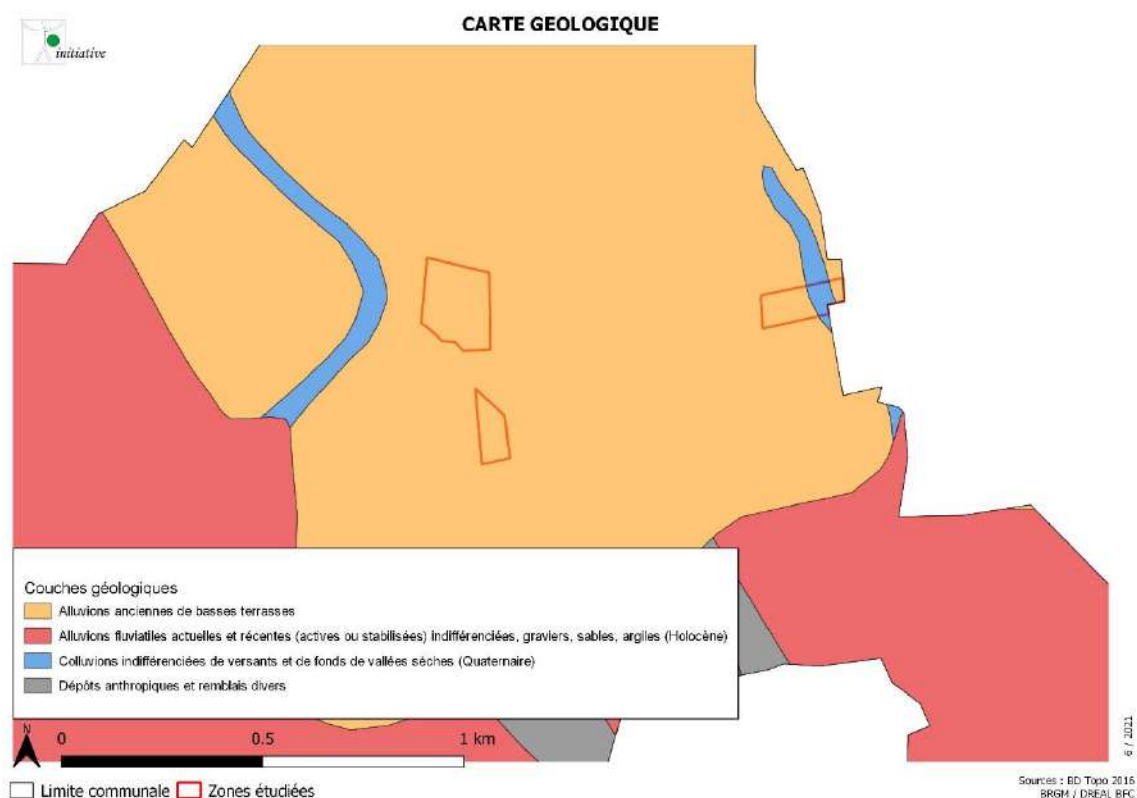 CARTE GEOLOGIQUE
initiative
Couches géologiques
Alluvions anciennes de basses terrasses
Alluvions fluviatiles actuelles et récentes (actives ou stabilisées) indifférenciées, graviers, sables, argiles (Holocène)
Colluvions indifférenciées de versants et de fonds de vallées sèches (Quaternaire)
Dépôts anthropiques et remblais divers
N
0 0.5 1 km
Limite communale Zones étudiées
6 / 2021
Sources : BD Topo 2016
BRGM / DREAL BFC